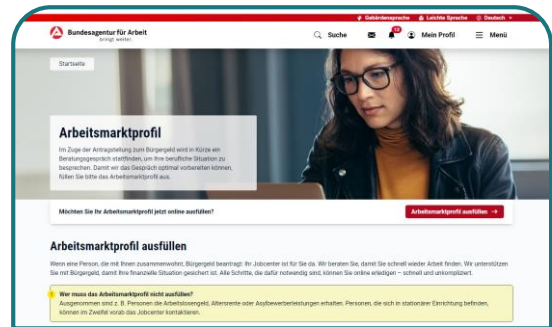 Gebärdensprache Leichte Sprache Deutsch
Bundesagentur für Arbeit
bringt weiter.
Suche 12 Mein Profil Menü
Startseite
Arbeitsmarktprofil
Im Zuge der Antragstellung zum Bürgergeld wird in Kürze ein
Beratungsgespräch stattfinden, um Ihre berufliche Situation zu
besprechen. Damit wir das Gespräch optimal vorbereiten können,
füllen Sie bitte das Arbeitsmarktprofil aus.
Möchten Sie Ihr Arbeitsmarktprofil jetzt online ausfüllen? Arbeitsmarktprofil ausfüllen →
Arbeitsmarktprofil ausfüllen
Wenn eine Person, die mit Ihnen zusammenwohnt, Bürgergeld beantragt: Ihr Jobcenter ist für Sie da. Wir beraten Sie, damit Sie schnell wieder Arbeit finden. Wir unterstützen
Sie mit Bürgergeld, damit Ihre finanzielle Situation gesichert ist. Alle Schritte, die dafür notwendig sind, können Sie online erledigen – schnell und unkompliziert.
Wer muss das Arbeitsmarktprofil nicht ausfüllen?
Ausgenommen sind z. B. Personen die Arbeitslosengeld, Altersrente oder Asylbewerberleistungen erhalten. Personen, die sich in stationärer Einrichtung befinden,
können im Zweifel vorab das Jobcenter kontaktieren.